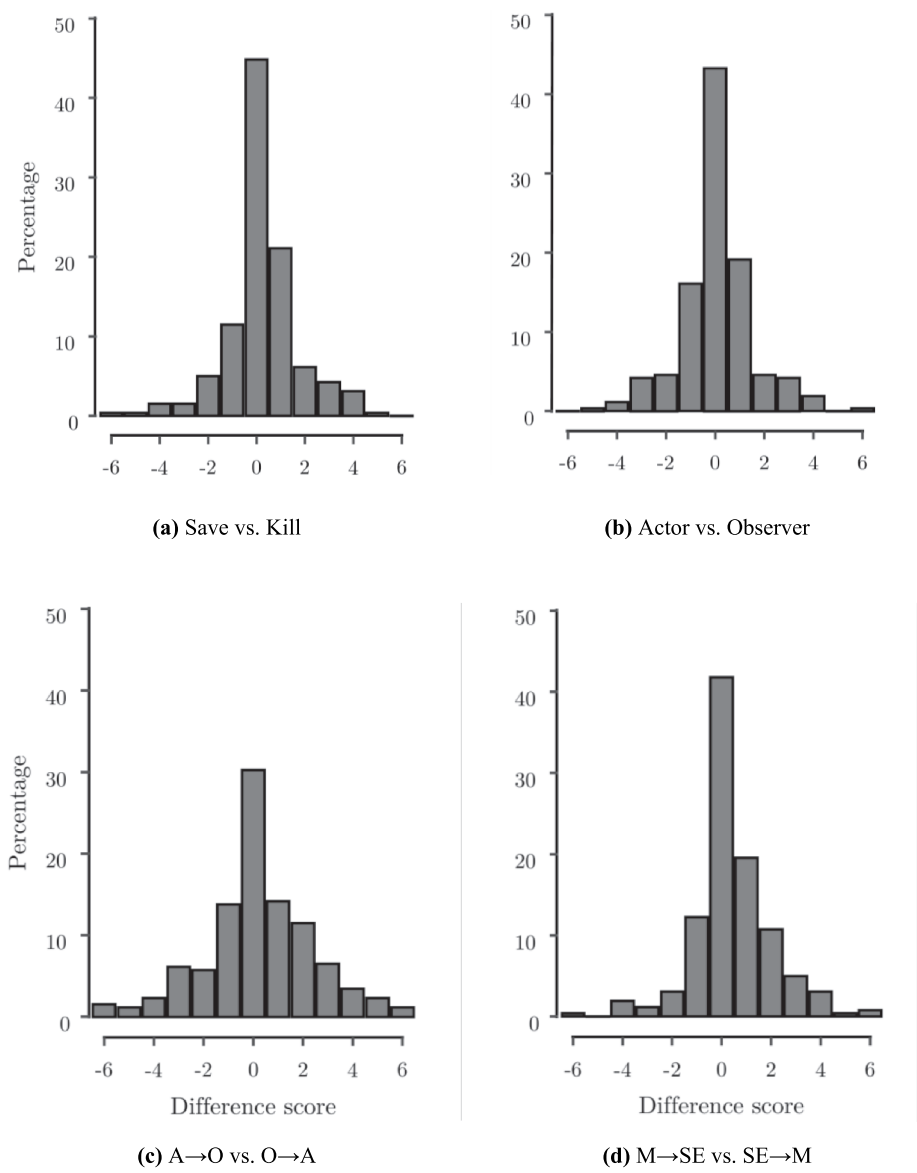 50
40
30
20
10
0
Percentage
-6 -4 -2 0 2 4 6
(a) Save vs. Kill
50
40
30
20
10
0
-6 -4 -2 0 2 4 6
(b) Actor vs. Observer
50
40
30
20
10
0
Percentage
-6 -4 -2 0 2 4 6
Difference score
(c) A→O vs. O→A
50
40
30
20
10
0
-6 -4 -2 0 2 4 6
Difference score
(d) M→SE vs. SE→M